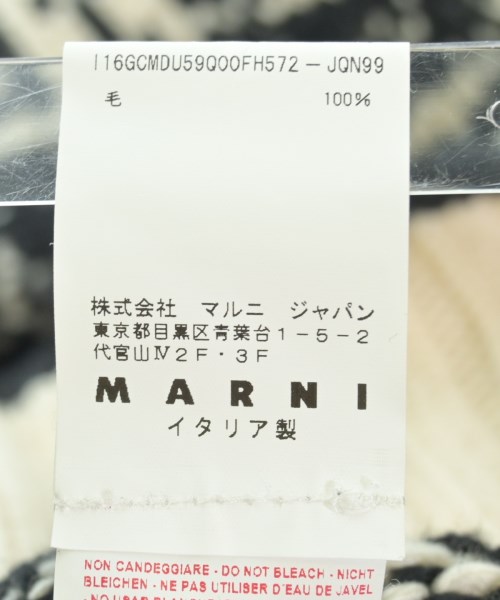 I16GCMDU59Q00FH572-JQN99
毛 100%
株式会社 マルニ ジャパン
東京都目黒区青葉台1-5-2
代官山Ⅳ2F・3F
MARNI
イタリア製
NON CANDEGGIARE - DO NOT BLEACH - NICHT
BLEICHEN - NE PAS UTILISER D'EAU DE JAVEL
- NO USAR